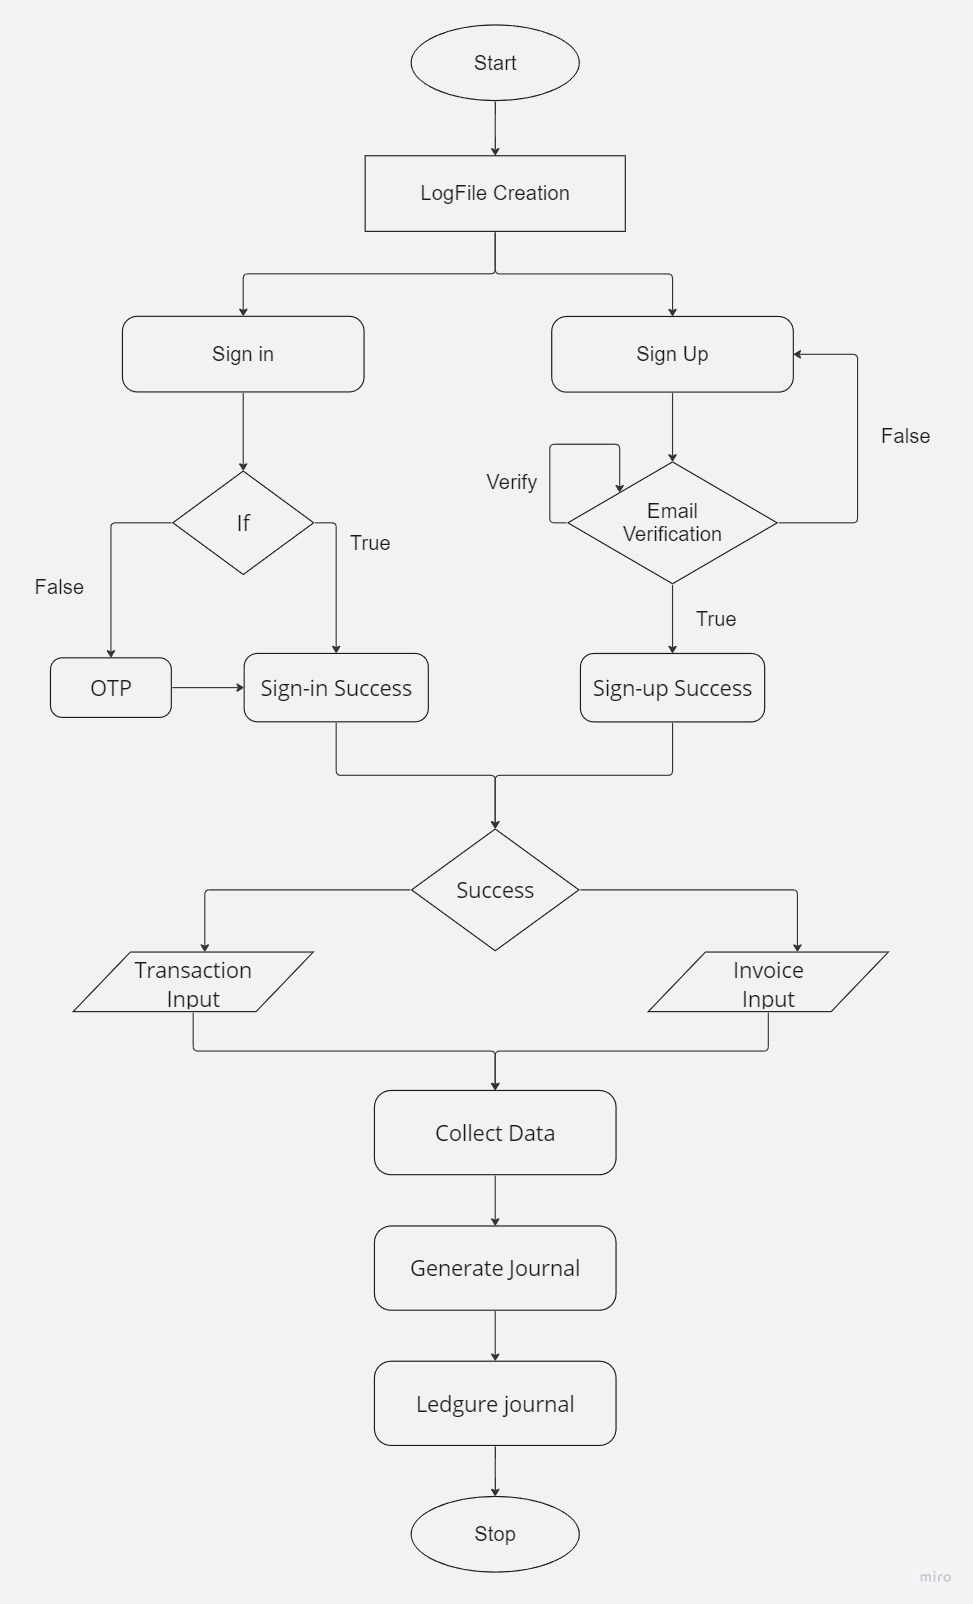 Start
LogFile Creation
Sign in
Sign Up
False
Verify
Email
Verification
If
True
False
True
OTP
Sign-in Success
Sign-up Success
Success
Transaction
Input
Invoice
Input
Collect Data
Generate Journal
Ledgure journal
Stop
miro